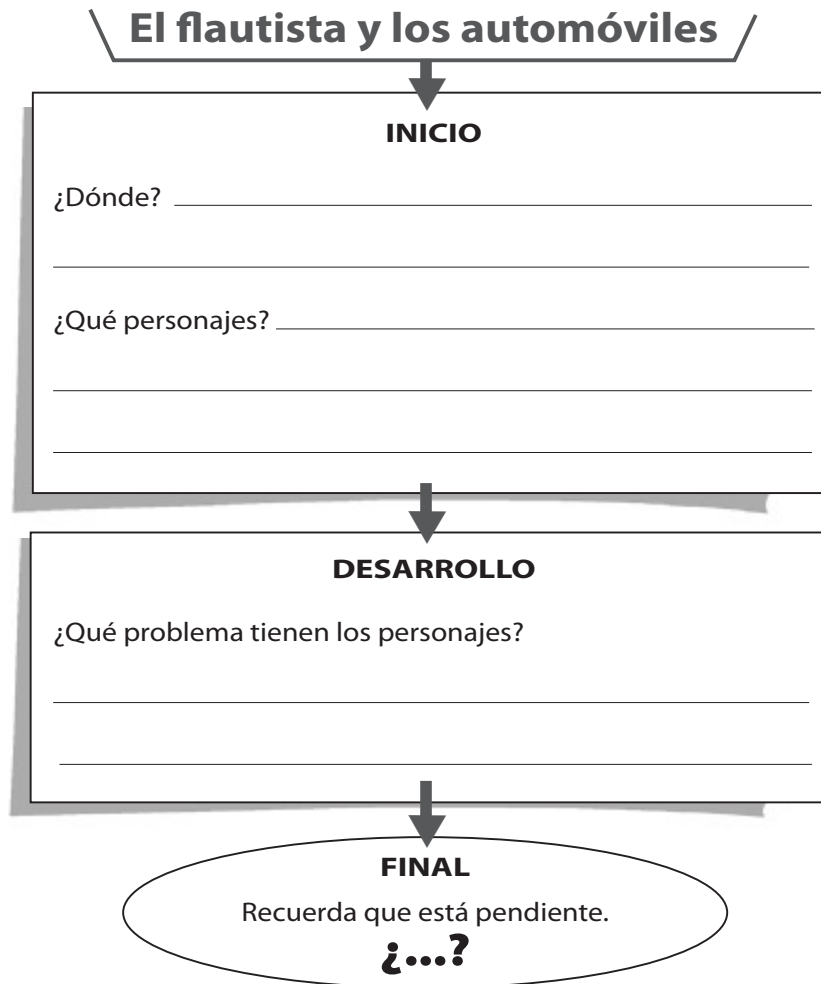 El flautista y los automóviles
INICIO
¿Dónde?
¿Qué personajes?
DESARROLLO
¿Qué problema tienen los personajes?
FINAL
Recuerda que está pendiente.
¿...?